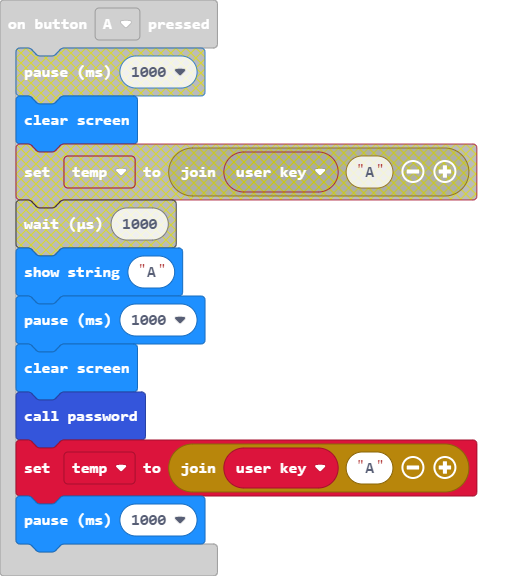 on button A pressed
pause (ms) 1000
clear screen
set temp to join user key "A"
wait (µs) 1000
show string "A"
pause (ms) 1000
clear screen
call password
set temp to join user key "A"
pause (ms) 1000